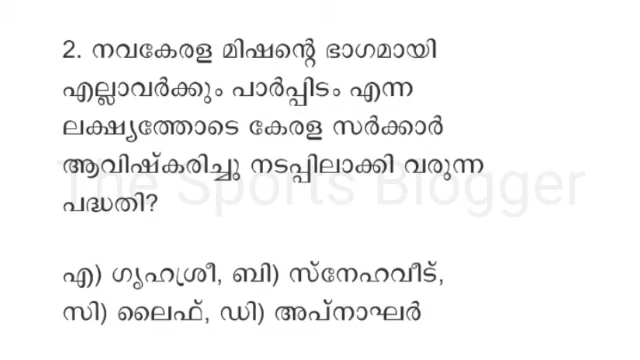 2. നവകേരള മിഷന്റെ ഭാഗമായി
എല്ലാവർക്കും പാർപ്പിടം എന്ന
ലക്ഷ്യത്തോടെ കേരള സർക്കാർ
ആവിഷ്കരിച്ചു നടപ്പിലാക്കി വരുന്ന
The Sports Blogger
പദ്ധതി?
എ) ഗൃഹശ്രീ, ബി) സ്നേഹവീട്,
സി) ലൈഫ്, ഡി) അപ്നാഘർ